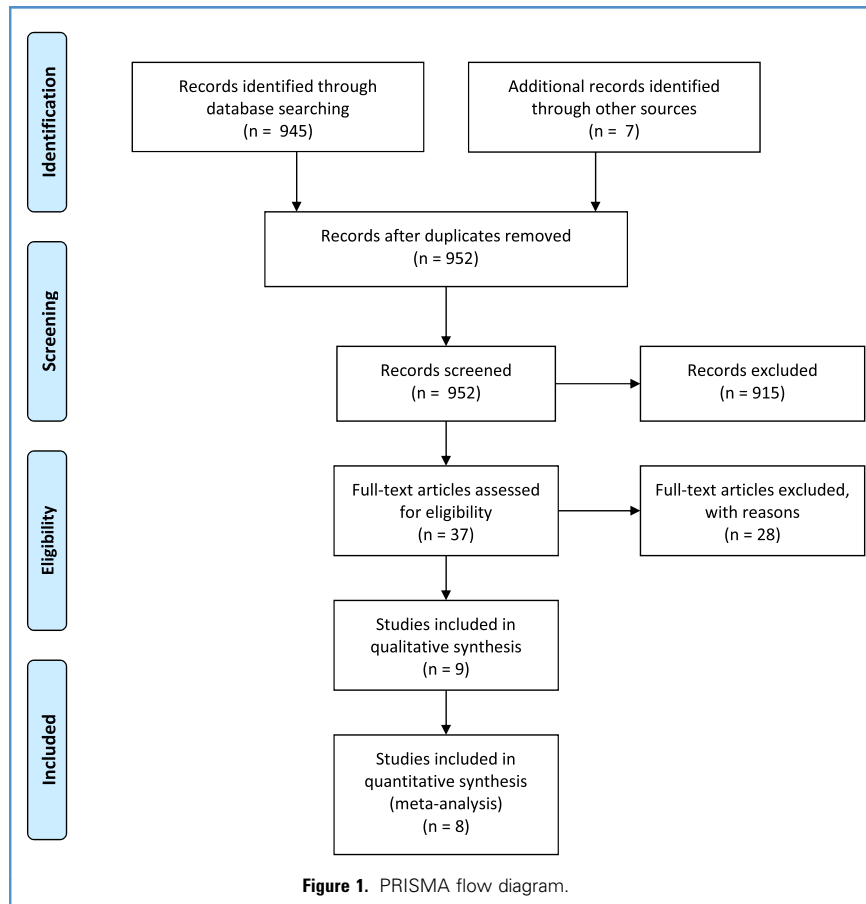 Identification
Records identified through
database searching
(n = 945)
Additional records identified
through other sources
(n = 7)
Records after duplicates removed
(n = 952)
Screening
Records screened
(n = 952)
Records excluded
(n = 915)
Eligibility
Full-text articles assessed
for eligibility
(n = 37)
Full-text articles excluded,
with reasons
(n = 28)
Studies included in
qualitative synthesis
(n = 9)
Included
Studies included in
quantitative synthesis
(meta-analysis)
(n = 8)
Figure 1. PRISMA flow diagram.